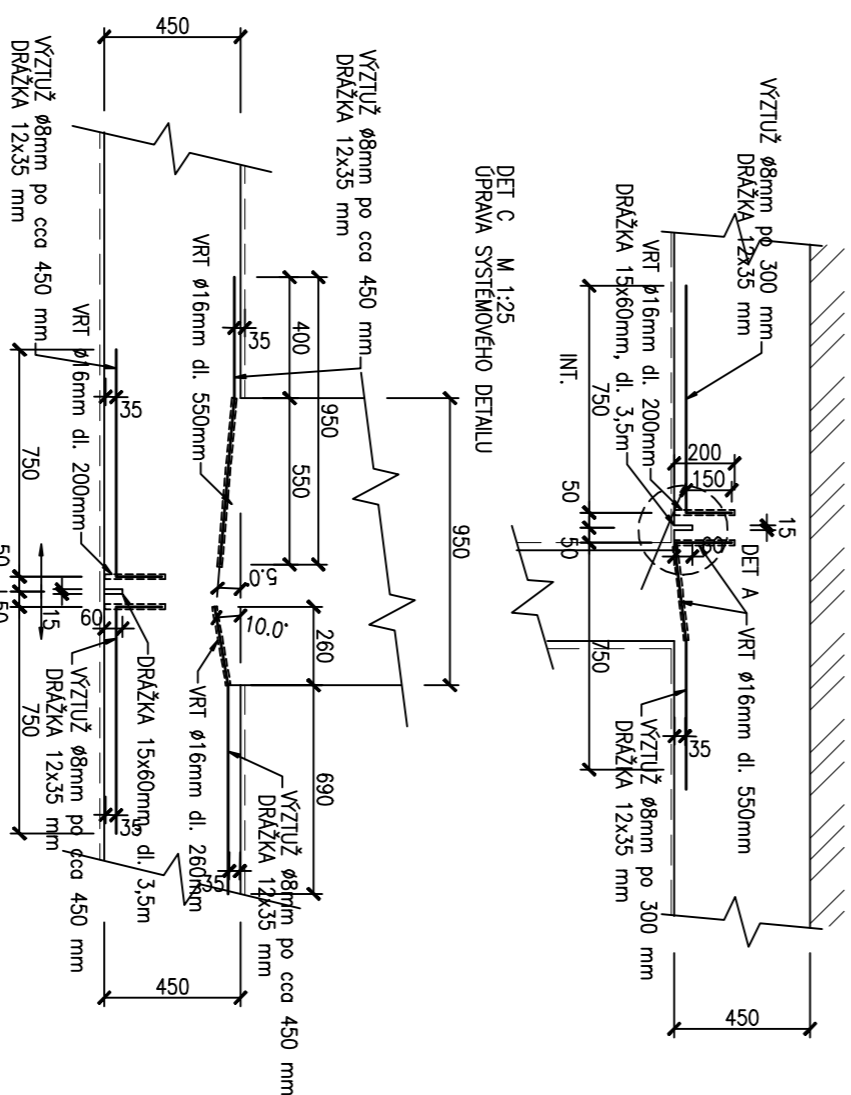 VÝZTUŽ ø8mm po 300 mm
DRÁŽKA 12x35 mm
VRT ø16mm dl. 200mm
DRÁŽKA 15x60mm, dl. 3,5m
750
INT.
50
50
200
150
15
60
DET A
VRT ø16mm dl. 550mm
750
35
VÝZTUŽ ø8mm po 300 mm
DRÁŽKA 12x35 mm
450
DET C M 1:25
ÚPRAVA SYSTÉMOVÉHO DETAILU
450
VÝZTUŽ ø8mm po cca 450 mm
DRÁŽKA 12x35 mm
VRT ø16mm dl. 550mm
35
400
950
550
950
5.0°
10.0°
260
690
VRT ø16mm dl. 260mm
35
VÝZTUŽ ø8mm po cca 450 mm
DRÁŽKA 12x35 mm
VÝZTUŽ ø8mm po cca 450 mm
DRÁŽKA 12x35 mm
VRT ø16mm dl. 200mm
35
750
50
50
15
60
DRÁŽKA 15x60mm, dl. 3,5m
VÝZTUŽ ø8mm po cca 450 mm
DRÁŽKA 12x35 mm
750
35
450